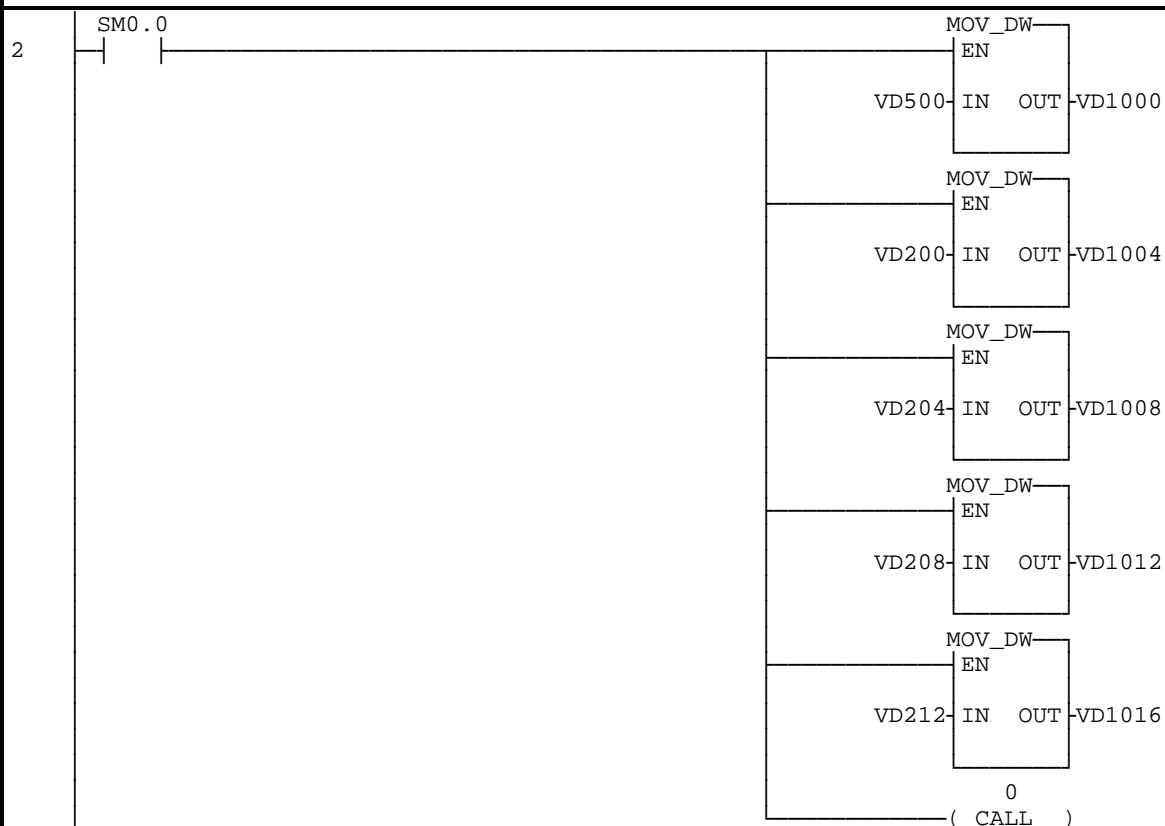 SM0.0 MOV_DW
2 EN
VD500 IN OUT VD1000
MOV_DW
EN
VD200 IN OUT VD1004
MOV_DW
EN
VD204 IN OUT VD1008
MOV_DW
EN
VD208 IN OUT VD1012
MOV_DW
EN
VD212 IN OUT VD1016
0
( CALL )